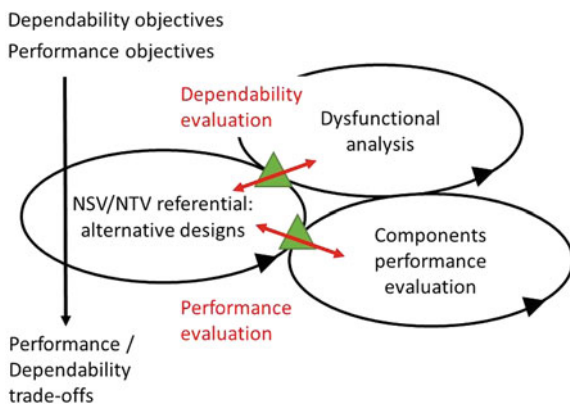 Dependability objectives
Performance objectives
Dependability
evaluation
Dysfunctional
analysis
NSV/NTV referential:
alternative designs
Components
performance
evaluation
Performance
evaluation
Performance /
Dependability
trade-offs